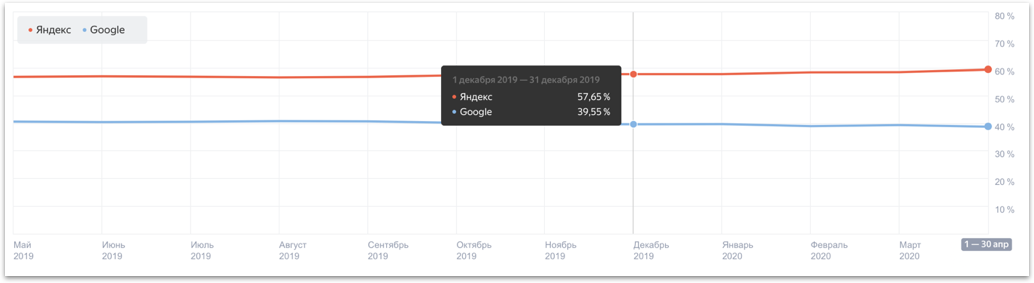 Яндекс Google
80 %
70 %
60 %
50 %
40 %
30 %
20 %
10 %
1 декабря 2019 — 31 декабря 2019
Яндекс 57,65 %
Google 39,55 %
Май Июнь Июль Август Сентябрь Октябрь Ноябрь Декабрь Январь Февраль Март 1 — 30 апр
2019 2019 2019 2019 2019 2019 2019 2019 2020 2020 2020